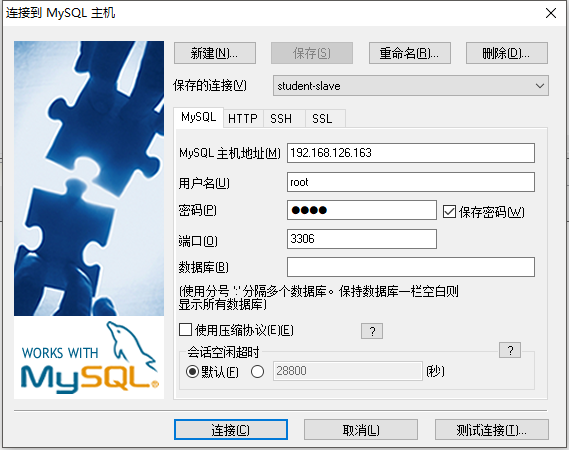 连接到 MySQL 主机
新建(N)...
保存(S)
重命名(R)...
删除(D)...
保存的连接(V)
student-slave
MySQL
HTTP
SSH
SSL
MySQL 主机地址(M)
192.168.126.163
用户名(U)
root
密码(P)
●●●●
保存密码(W)
端口(O)
3306
数据库(B)
(使用分号 ';' 分隔多个数据库。保持数据库一栏空白则
显示所有数据库)
使用压缩协议(E)(E)
?
会话空闲超时
?
默认(F)
28800
(秒)
WORKS WITH
MySQL®
连接(C)
取消(L)
测试连接(T)...